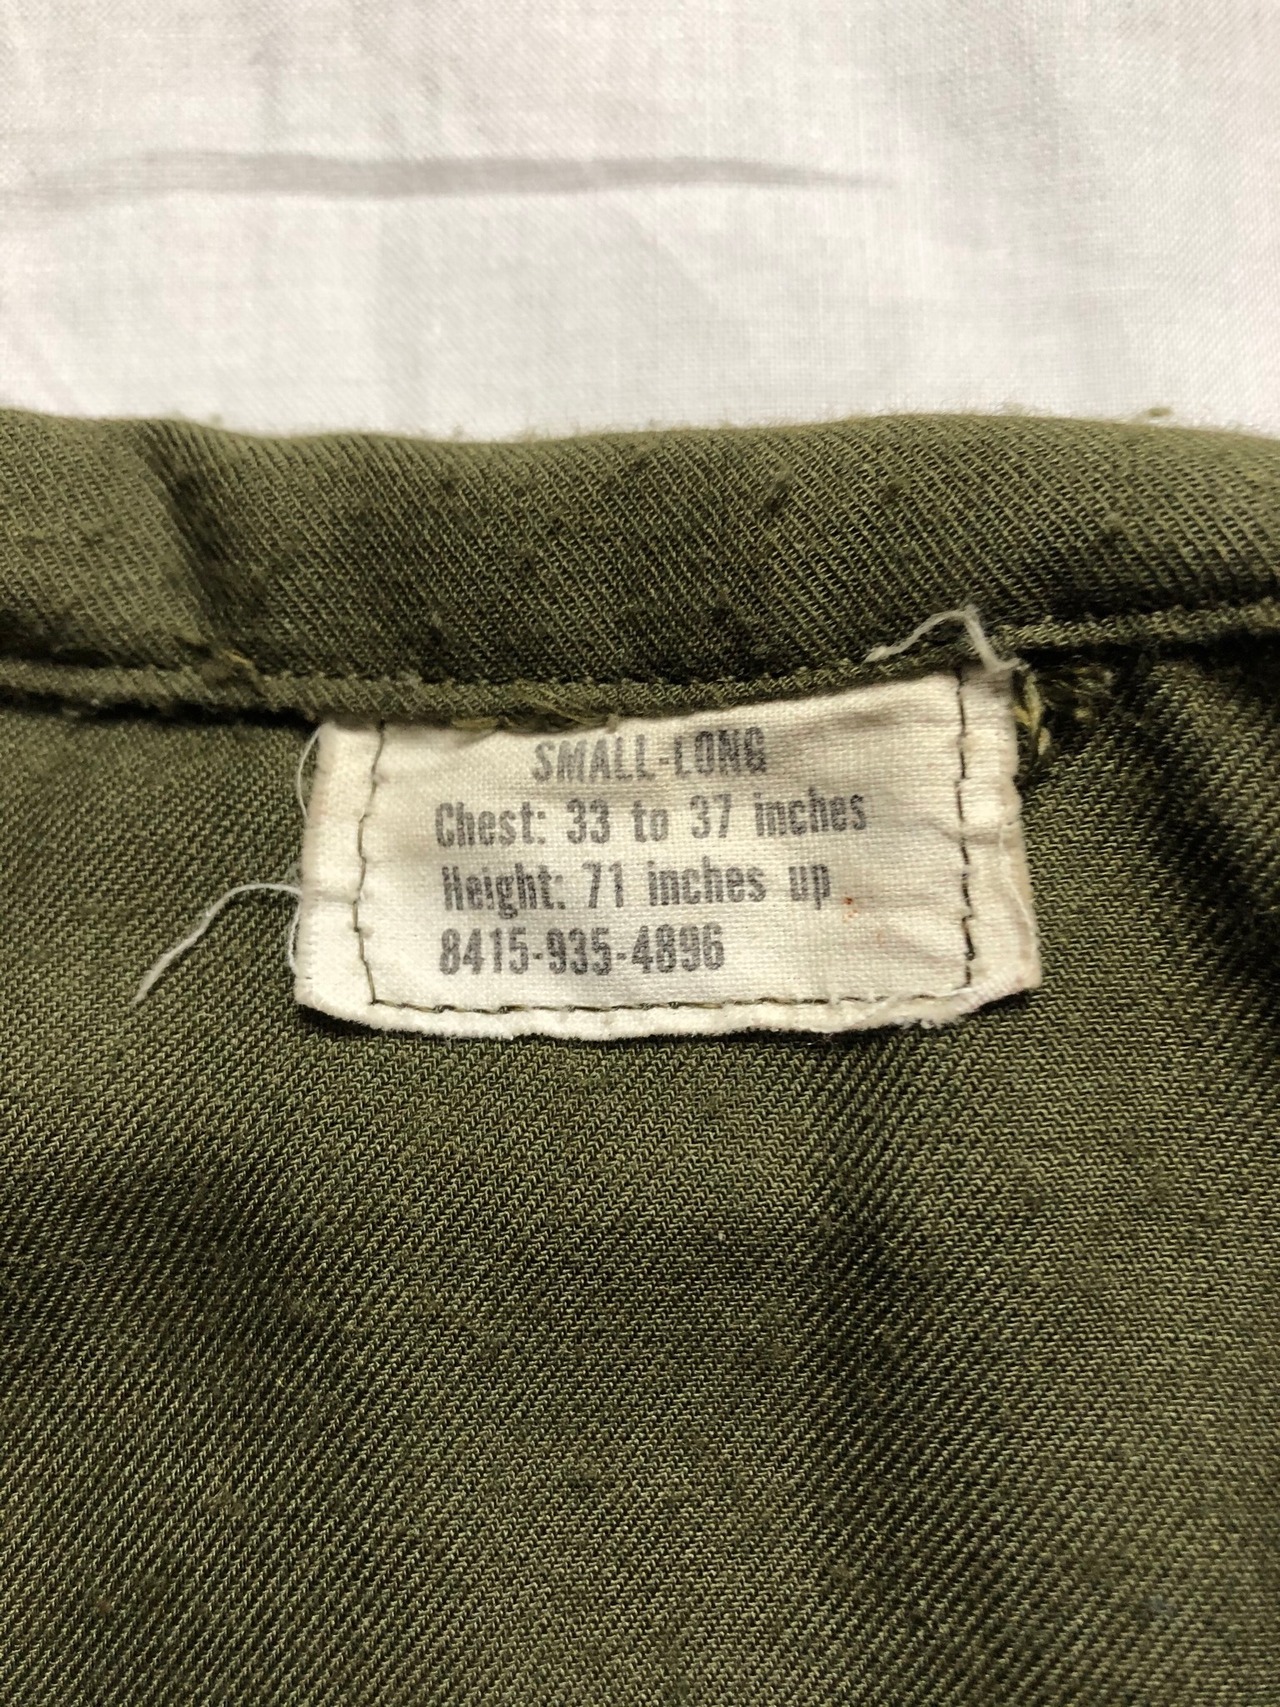 SMALL-LONG
Chest: 33 to 37 inches
Height: 71 inches up
8415-935-4896